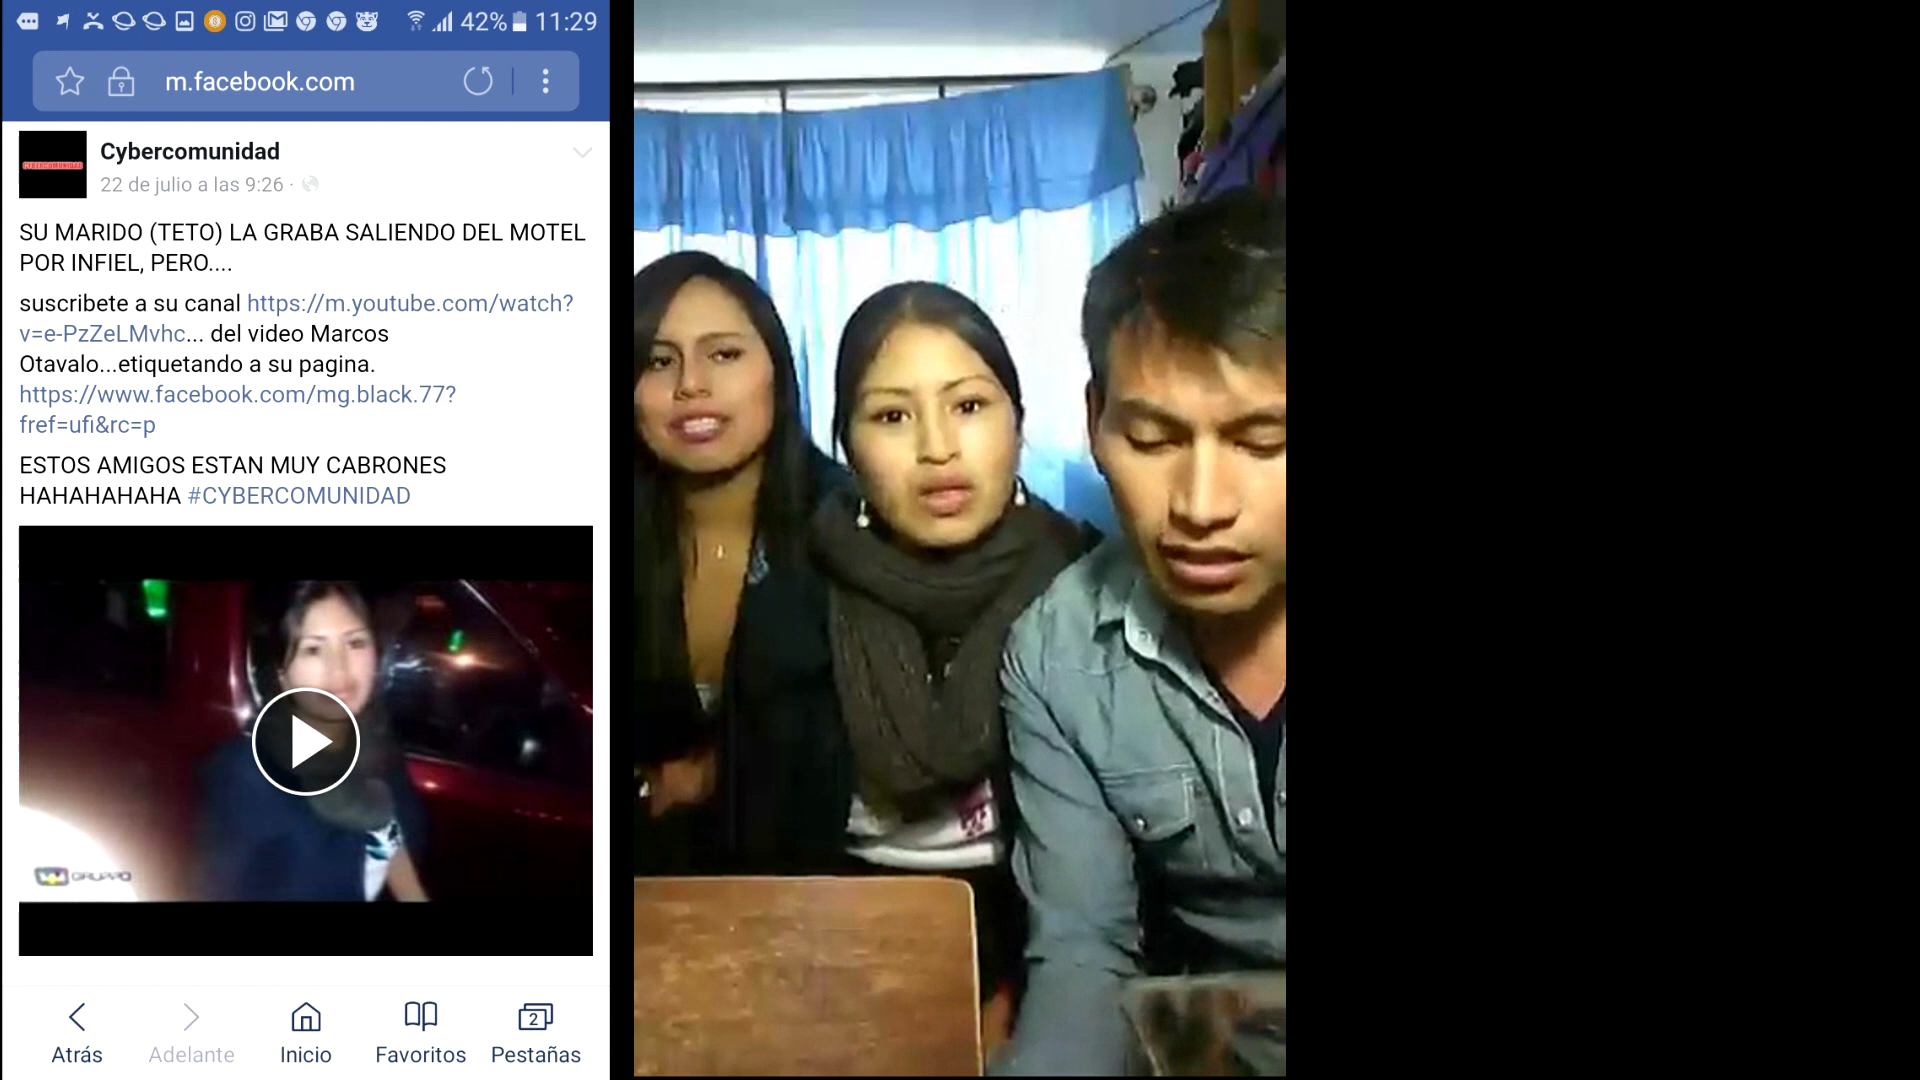 42% 11:29
m.facebook.com
CYBERCOMUNIDAD
Cybercomunidad
22 de julio a las 9:26 ·
SU MARIDO (TETO) LA GRABA SALIENDO DEL MOTEL
POR INFIEL, PERO....
suscribete a su canal https://m.youtube.com/watch?
v=e-PzZeLMvhc... del video Marcos
Otavalo...etiquetando a su pagina.
https://www.facebook.com/mg.black.77?
fref=ufi&rc=p
ESTOS AMIGOS ESTAN MUY CABRONES
HAHAHAHAHA #CYBERCOMUNIDAD
GRUPPO
2
Atrás Adelante Inicio Favoritos Pestañas